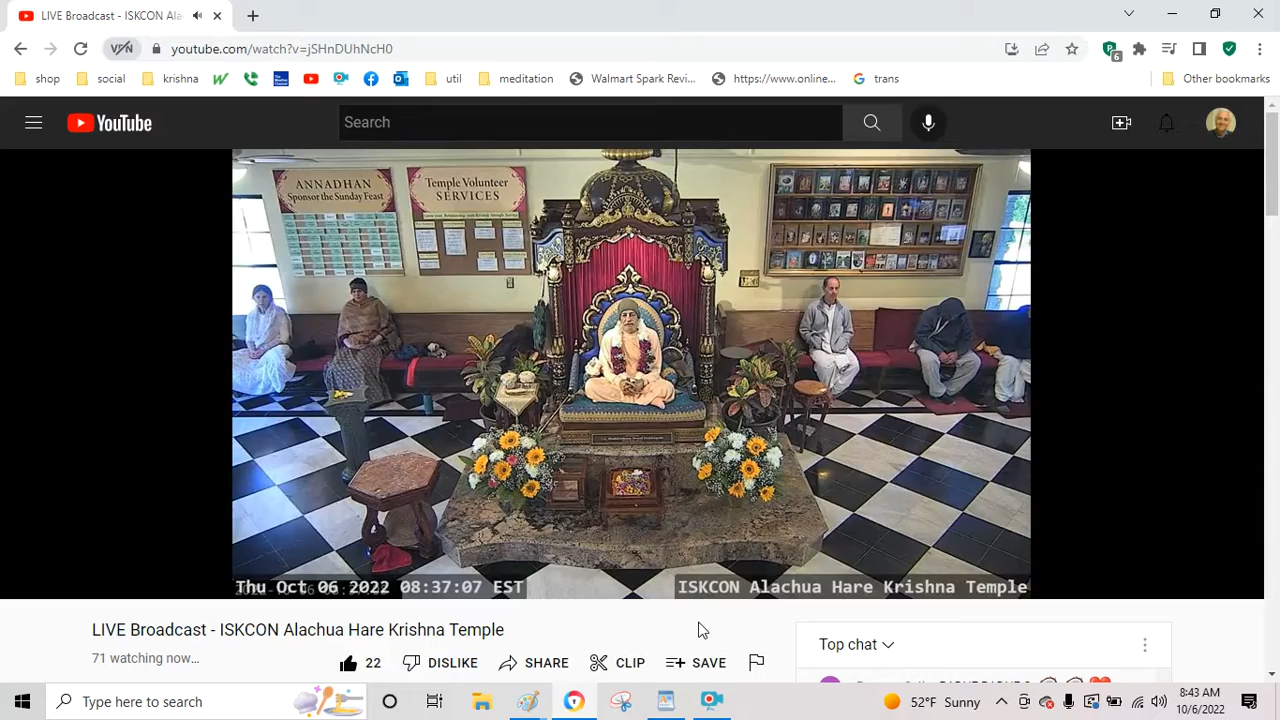 LIVE Broadcast - ISKCON Alac
youtube.com/watch?v=jSHnDUhNcH0
VPN
6
shop
social
krishna
util
meditation
Walmart Spark Revi...
https://www.online...
trans
Other bookmarks
YouTube
Search
ANNADHAN
Sponsor the Sunday Feast
Temple Volunteer
SERVICES
Thu Oct 06 2022 08:37:07 EST
ISKCON Alachua Hare Krishna Temple
LIVE Broadcast - ISKCON Alachua Hare Krishna Temple
71 watching now...
22
DISLIKE
SHARE
CLIP
SAVE
Top chat
Type here to search
52°F Sunny
8:43 AM
10/6/2022